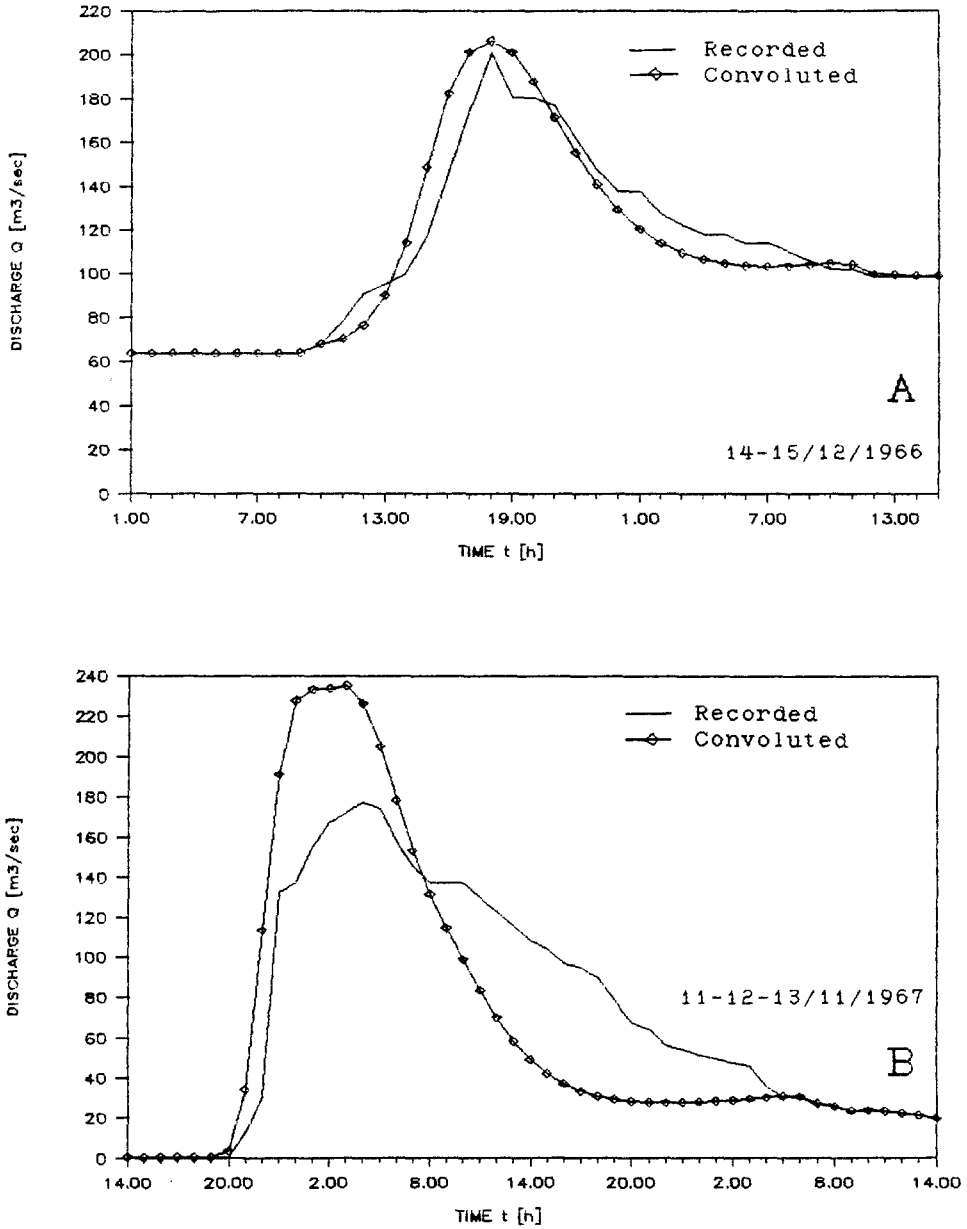 220
200
180
160
140
120
100
80
60
40
20
0
DISCHARGE Q [m3/sec]
Recorded
Convoluted
A
14-15/12/1966
1.00 7.00 13.00 19.00 1.00 7.00 13.00
TIME t [h]
240
220
200
180
160
140
120
100
80
60
40
20
0
DISCHARGE Q [m3/sec]
Recorded
Convoluted
11-12-13/11/1967
B
14.00 20.00 2.00 8.00 14.00 20.00 2.00 8.00 14.00
TIME t [h]